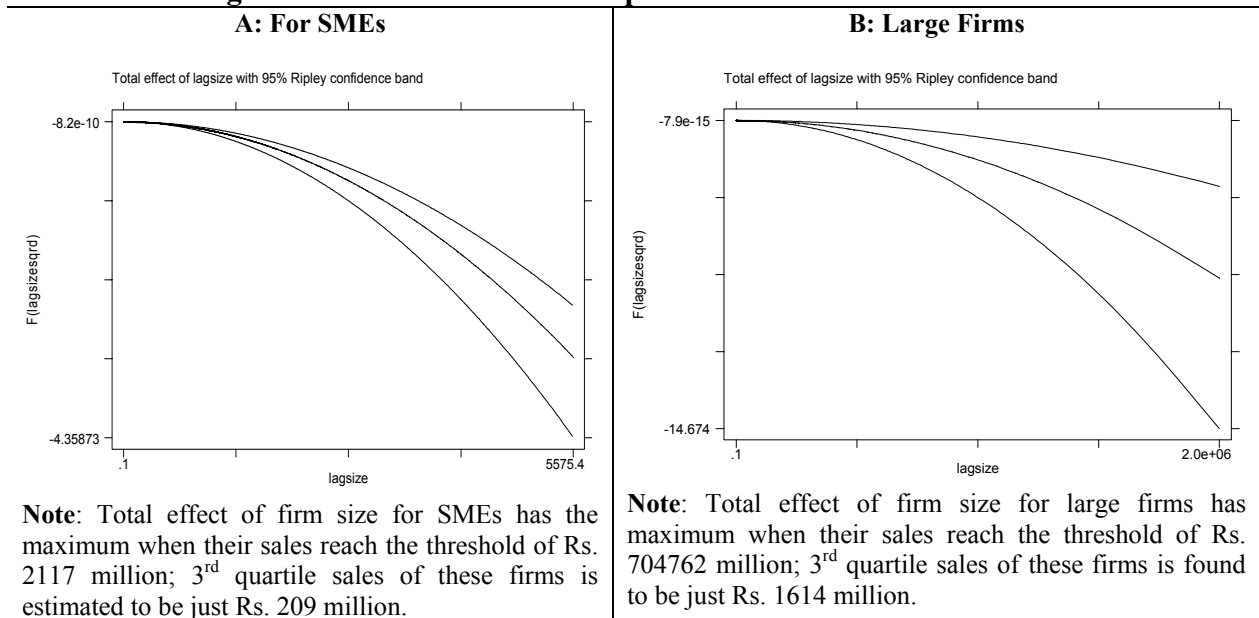 A: For SMEs
Total effect of lagsize with 95% Ripley confidence band
-8.2e-10
F(lagsizesqrd)
-4.35873
.1
5575.4
lagsize
Note: Total effect of firm size for SMEs has the
maximum when their sales reach the threshold of Rs.
2117 million; 3rd quartile sales of these firms is
estimated to be just Rs. 209 million.
B: Large Firms
Total effect of lagsize with 95% Ripley confidence band
-7.9e-15
F(lagsizesqrd)
-14.674
.1
2.0e+06
lagsize
Note: Total effect of firm size for large firms has
maximum when their sales reach the threshold of Rs.
704762 million; 3rd quartile sales of these firms is found
to be just Rs. 1614 million.